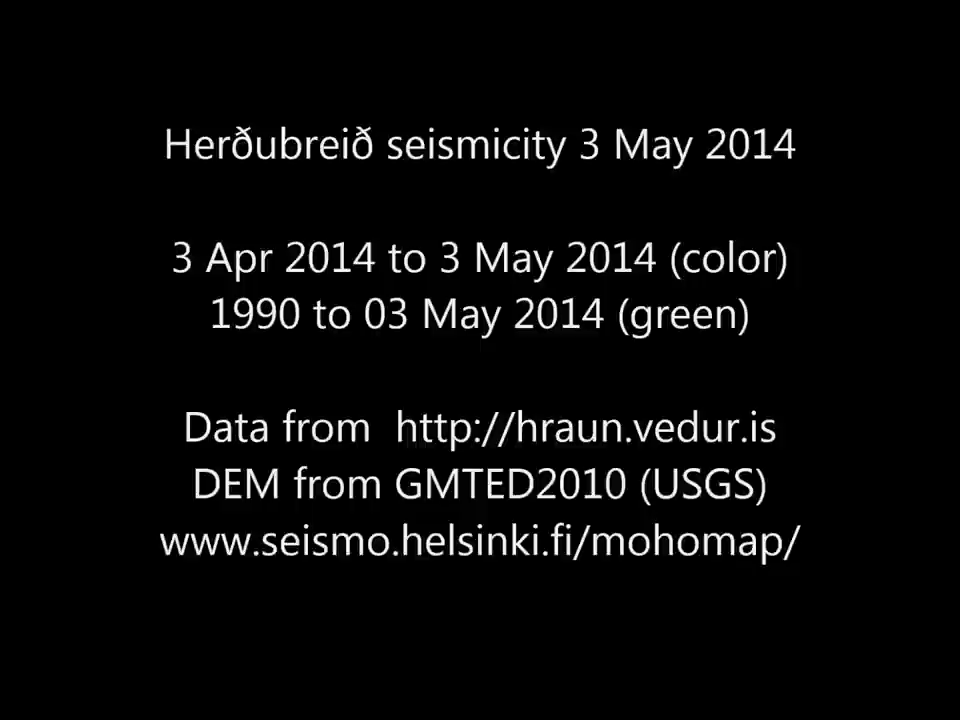 Herðubreið seismicity 3 May 2014
3 Apr 2014 to 3 May 2014 (color)
1990 to 03 May 2014 (green)
Data from  http://hraun.vedur.is
DEM from GMTED2010 (USGS)
www.seismo.helsinki.fi/mohomap/